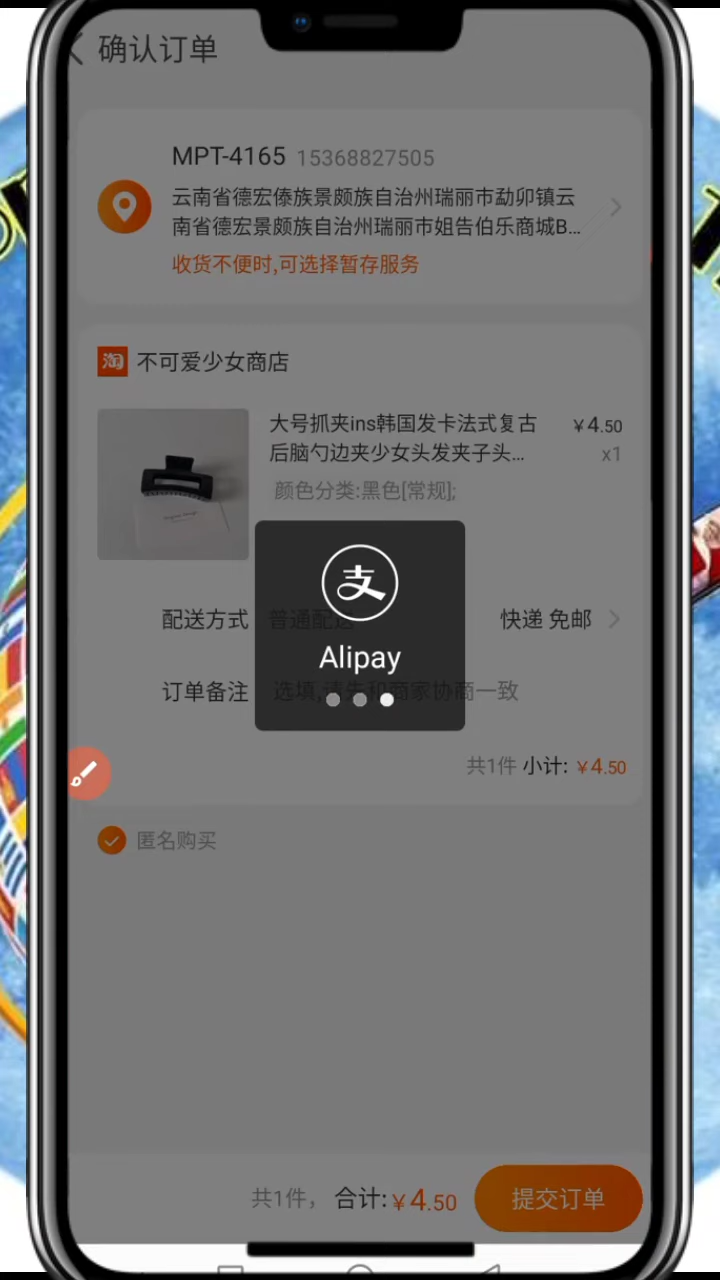 确认订单
MPT-4165 15368827505
云南省德宏傣族景颇族自治州瑞丽市勐卯镇云
南省德宏景颇族自治州瑞丽市姐告伯乐商城B...
收货不便时,可选择暂存服务
淘 不可爱少女商店
大号抓夹ins韩国发卡法式复古 ￥4.50
后脑勺边夹少女头发夹子头... x1
颜色分类:黑色[常规];
支
配送方式 普通配送 快递 免邮
Alipay
订单备注 选填,请先和商家协商一致
共1件 小计: ￥4.50
匿名购买
共1件， 合计: ￥4.50 提交订单